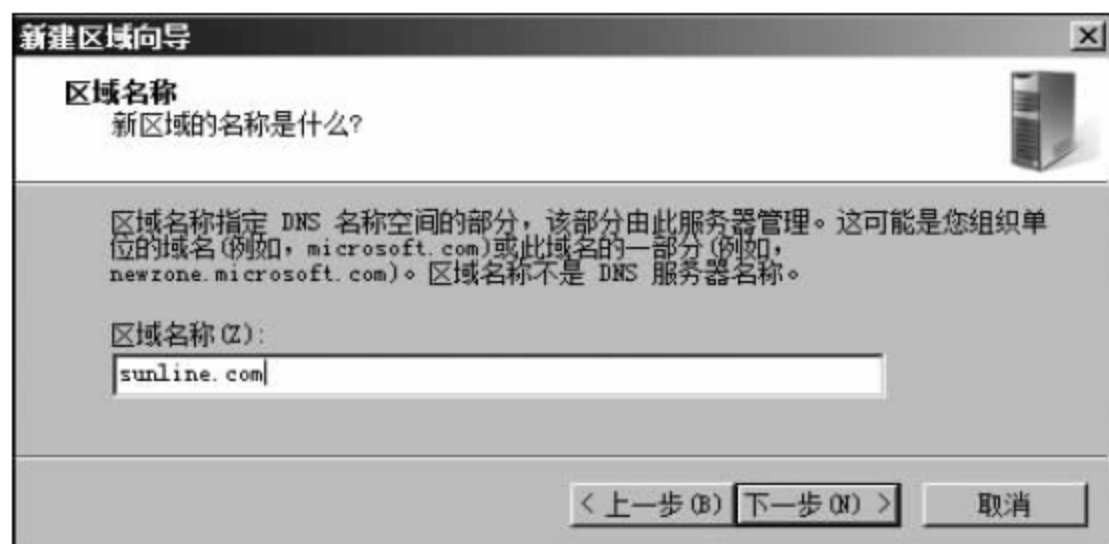 新建区域向导
区域名称
新区域的名称是什么?
区域名称指定 DNS 名称空间的部分，该部分由此服务器管理。这可能是您组织单
位的域名(例如，microsoft.com)或此域名的一部分(例如，
newzone.microsoft.com)。区域名称不是 DNS 服务器名称。
区域名称(Z):
sunline.com
< 上一步(B) 下一步(N) > 取消